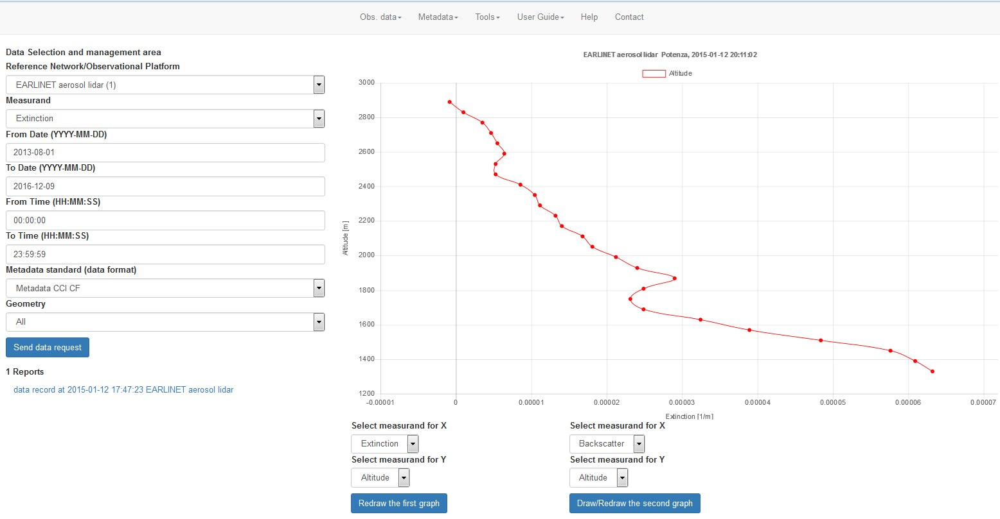 Obs. data Metadata Tools User Guide Help Contact
Data Selection and management area
Reference Network/Observational Platform
EARLINET aerosol lidar (1)
Measurand
Extinction
From Date (YYYY-MM-DD)
2013-08-01
To Date (YYYY-MM-DD)
2016-12-09
From Time (HH:MM:SS)
00:00:00
To Time (HH:MM:SS)
23:59:59
Metadata standard (data format)
Metadata CCI CF
Geometry
All
Send data request
1 Reports
data record at 2015-01-12 17:47:23 EARLINET aerosol lidar
EARLINET aerosol lidar Potenza, 2015-01-12 20:11:02
Altitude
3000
2800
2600
2400
2200
2000
1800
1600
1400
1200
Altitude [m]
-0.00001 0 0.00001 0.00002 0.00003 0.00004 0.00005 0.00006 0.00007
Extinction [1/m]
Select measurand for X
Extinction
Select measurand for Y
Altitude
Redraw the first graph
Select measurand for X
Backscatter
Select measurand for Y
Altitude
Draw/Redraw the second graph